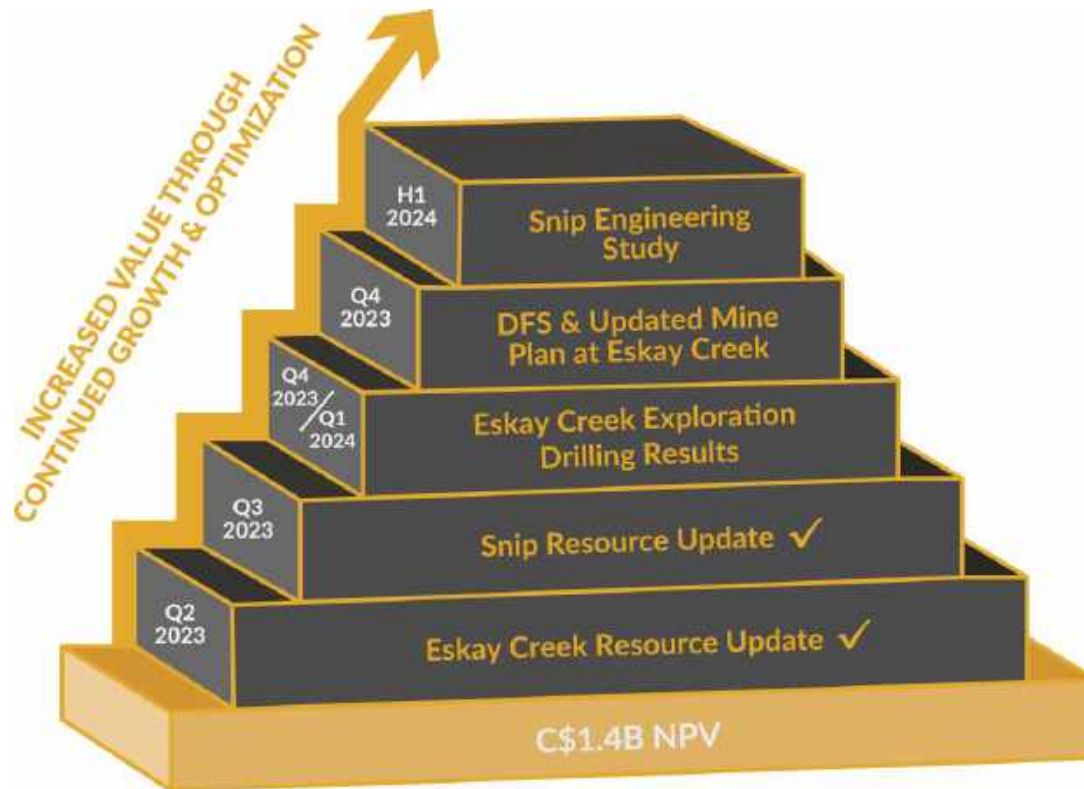 INCREASED VALUE THROUGH
CONTINUED GROWTH & OPTIMIZATION
H1
2024
Snip Engineering
Study
Q4
2023
DFS & Updated Mine
Plan at Eskay Creek
Q4
2023
/
Q1
2024
Eskay Creek Exploration
Drilling Results
Q3
2023
Snip Resource Update ✓
Q2
2023
Eskay Creek Resource Update ✓
C$1.4B NPV